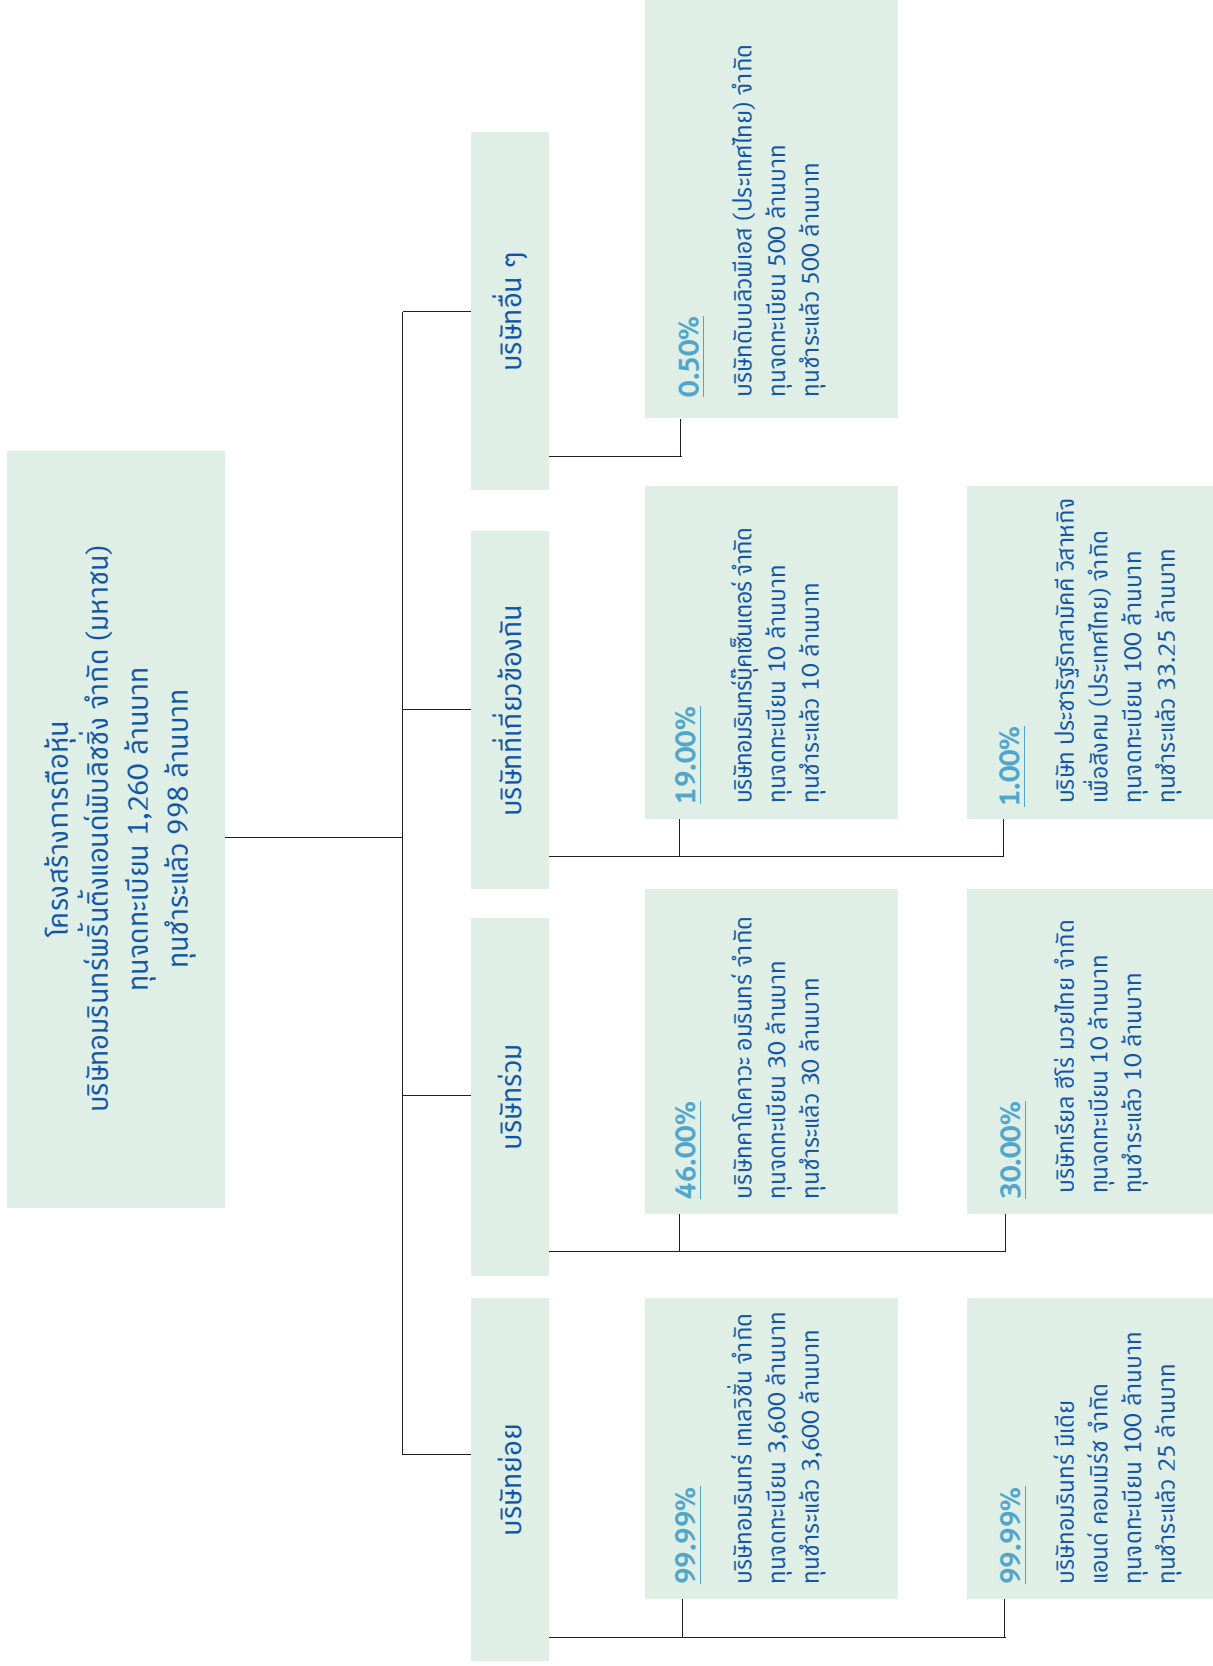 โครงสร้างการถือหุ้น
บริษัทอมรินทร์พริ้นติ้งแอนด์พับลิชชิ่ง จำกัด (มหาชน)
ทุนจดทะเบียน 1,260 ล้านบาท
ทุนชำระแล้ว 998 ล้านบาท
บริษัทย่อย
99.99%
บริษัทอมรินทร์ เทเลวิชั่น จำกัด
ทุนจดทะเบียน 3,600 ล้านบาท
ทุนชำระแล้ว 3,600 ล้านบาท
99.99%
บริษัทอมรินทร์ มีเดีย
แอนด์ คอมเมิร์ซ จำกัด
ทุนจดทะเบียน 100 ล้านบาท
ทุนชำระแล้ว 25 ล้านบาท
บริษัทร่วม
46.00%
บริษัทคาโดคาวะ อมรินทร์ จำกัด
ทุนจดทะเบียน 30 ล้านบาท
ทุนชำระแล้ว 30 ล้านบาท
30.00%
บริษัทเรียล ฮีโร่ มวยไทย จำกัด
ทุนจดทะเบียน 10 ล้านบาท
ทุนชำระแล้ว 10 ล้านบาท
บริษัทที่เกี่ยวข้องกัน
19.00%
บริษัทอมรินทร์บุ๊คเซ็นเตอร์ จำกัด
ทุนจดทะเบียน 10 ล้านบาท
ทุนชำระแล้ว 10 ล้านบาท
1.00%
บริษัท ประชารัฐรักสามัคคี วิสาหกิจ
เพื่อสังคม (ประเทศไทย) จำกัด
ทุนจดทะเบียน 100 ล้านบาท
ทุนชำระแล้ว 33.25 ล้านบาท
บริษัทอื่น ๆ
0.50%
บริษัทดับบลิวพีเอส (ประเทศไทย) จำกัด
ทุนจดทะเบียน 500 ล้านบาท
ทุนชำระแล้ว 500 ล้านบาท